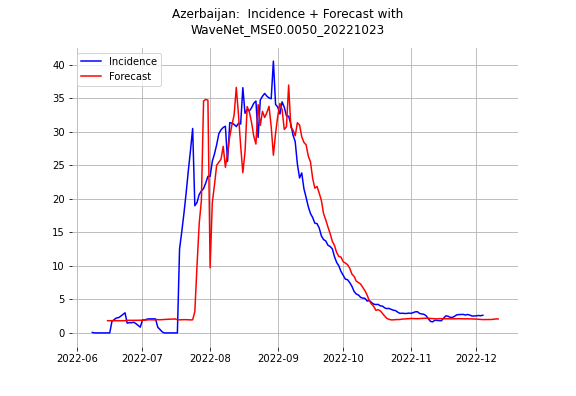 Azerbaijan:  Incidence + Forecast with
WaveNet_MSE0.0050_20221023
Incidence
Forecast
40
35
30
25
20
15
10
5
0
2022-06 2022-07 2022-08 2022-09 2022-10 2022-11 2022-12